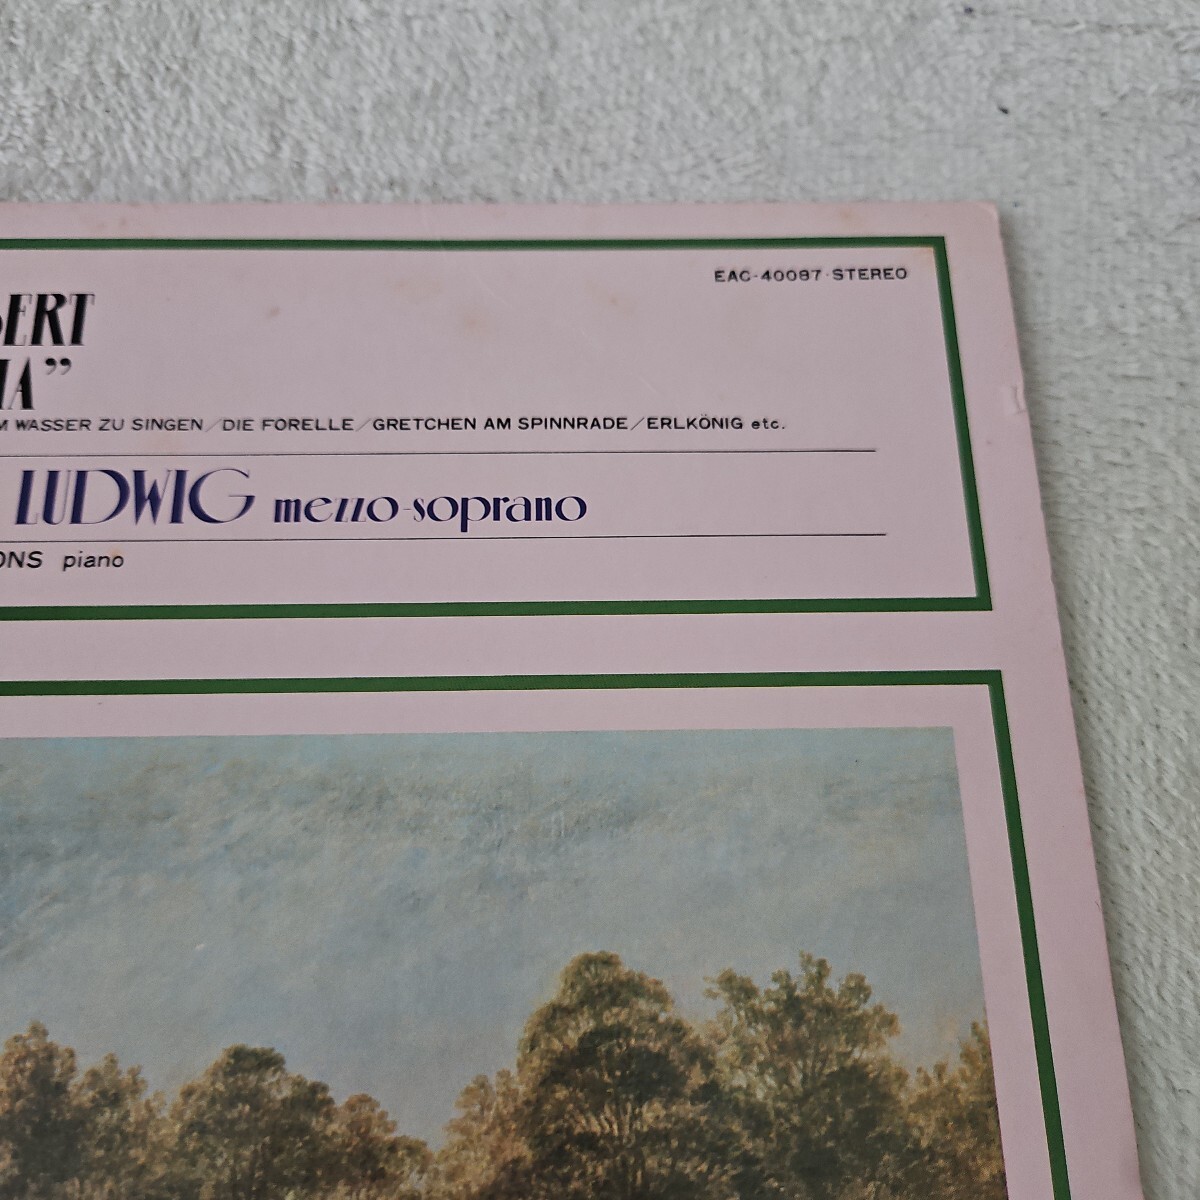 EAC-40087·STEREO
BERT
IA”
M WASSER ZU SINGEN/DIE FORELLE/GRETCHEN AM SPINNRADE/ERLKÖNIG etc.
LUDWIG mezzo-soprano
ONS piano